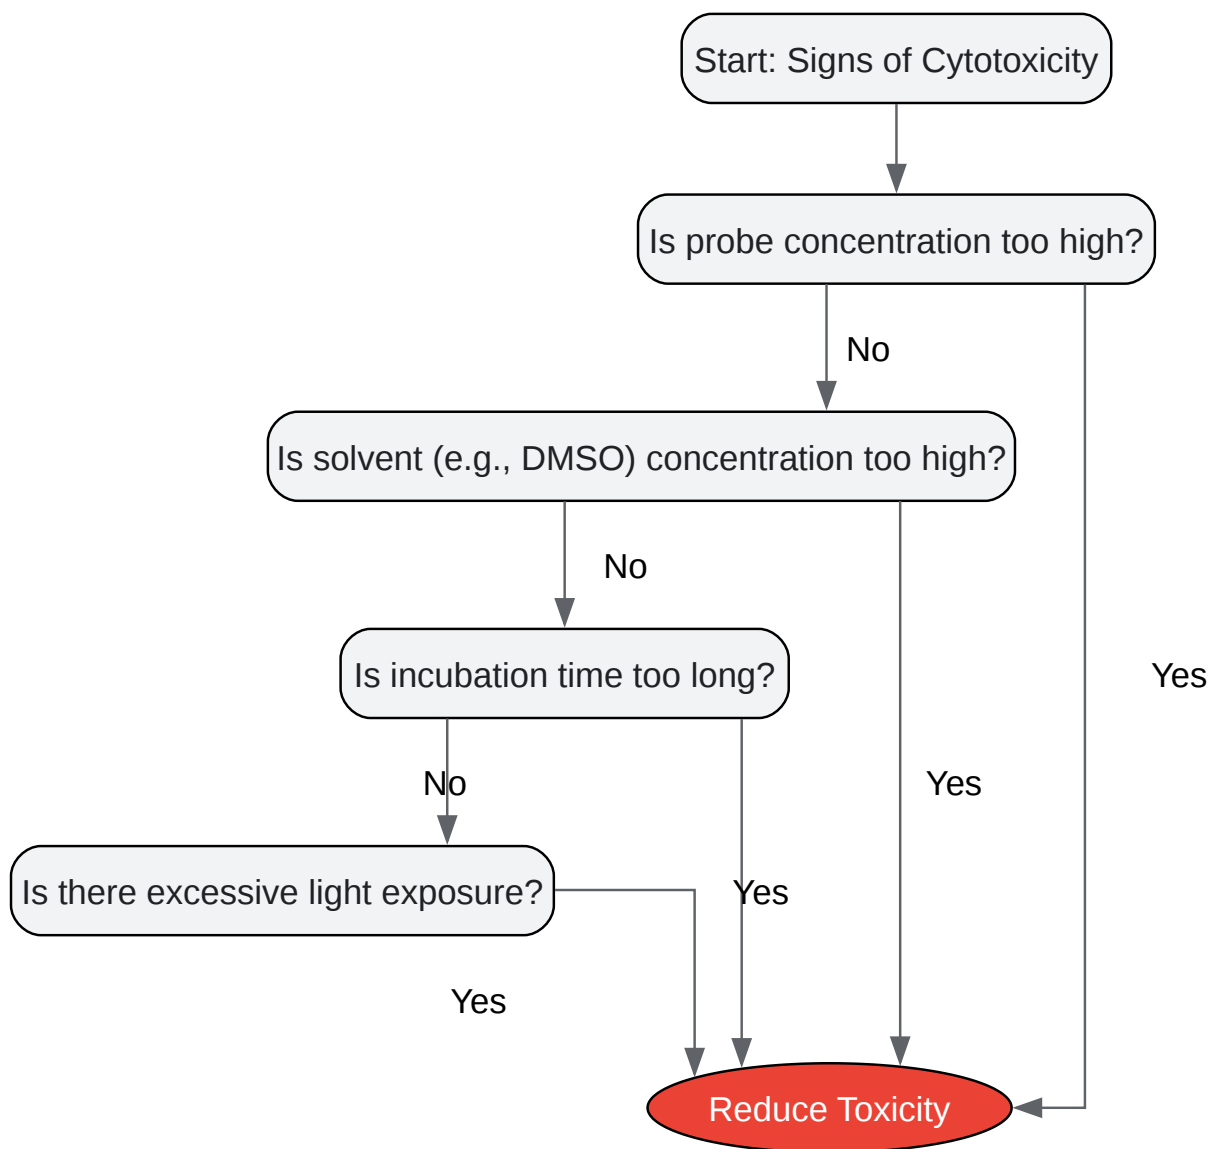 Start: Signs of Cytotoxicity
Is probe concentration too high?
No
Is solvent (e.g., DMSO) concentration too high?
No
Is incubation time too long?
Yes
No
Yes
Is there excessive light exposure?
Yes
Yes
Reduce Toxicity